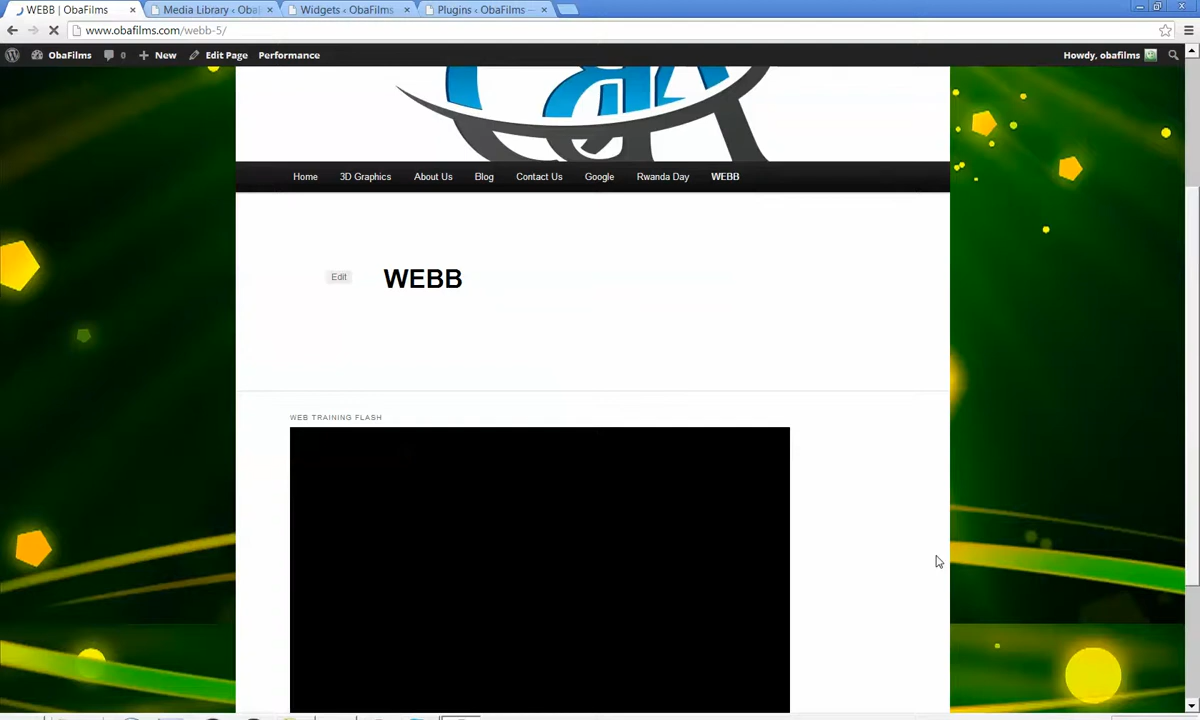 WEBB | ObaFilms
Media Library ‹ Oba
Widgets ‹ ObaFilms
Plugins ‹ ObaFilms —
www.obafilms.com/webb-5/
ObaFilms 0 New Edit Page Performance Howdy, obafilms
Home 3D Graphics About Us Blog Contact Us Google Rwanda Day WEBB
Edit WEBB
WEB TRAINING FLASH